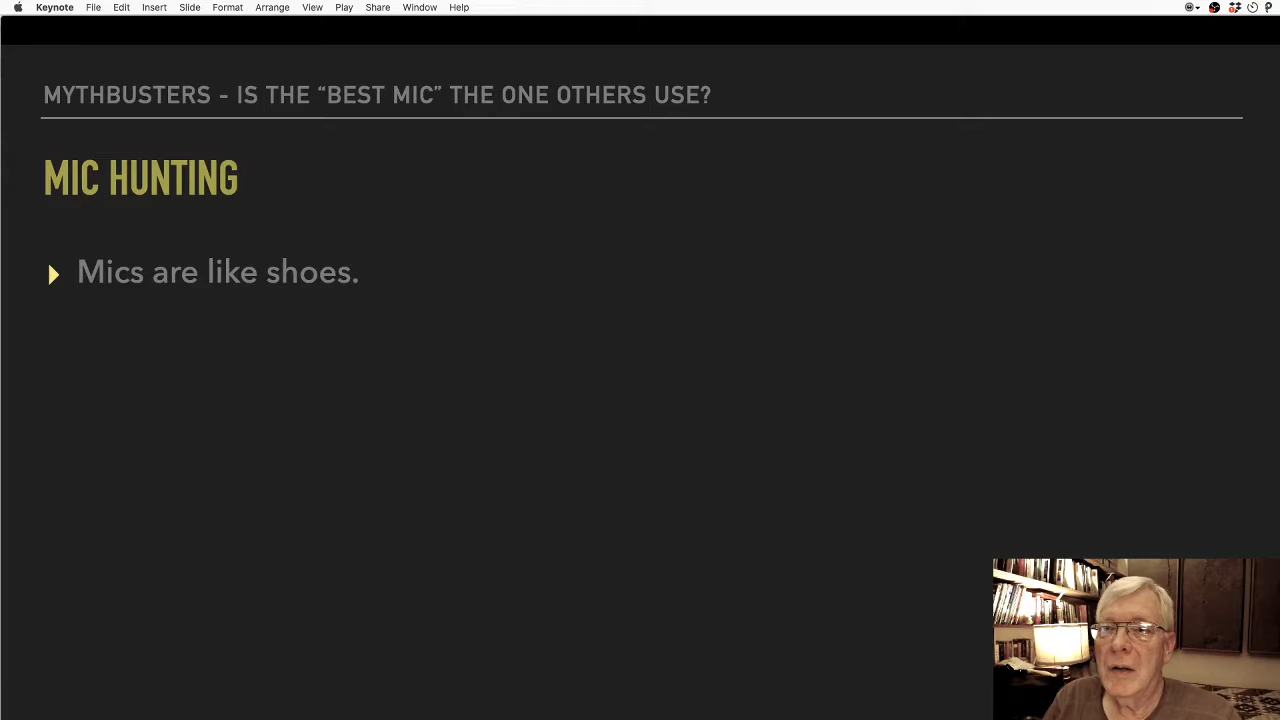 Keynote File Edit Insert Slide Format Arrange View Play Share Window Help
MYTHBUSTERS - IS THE “BEST MIC” THE ONE OTHERS USE?
MIC HUNTING
Mics are like shoes.